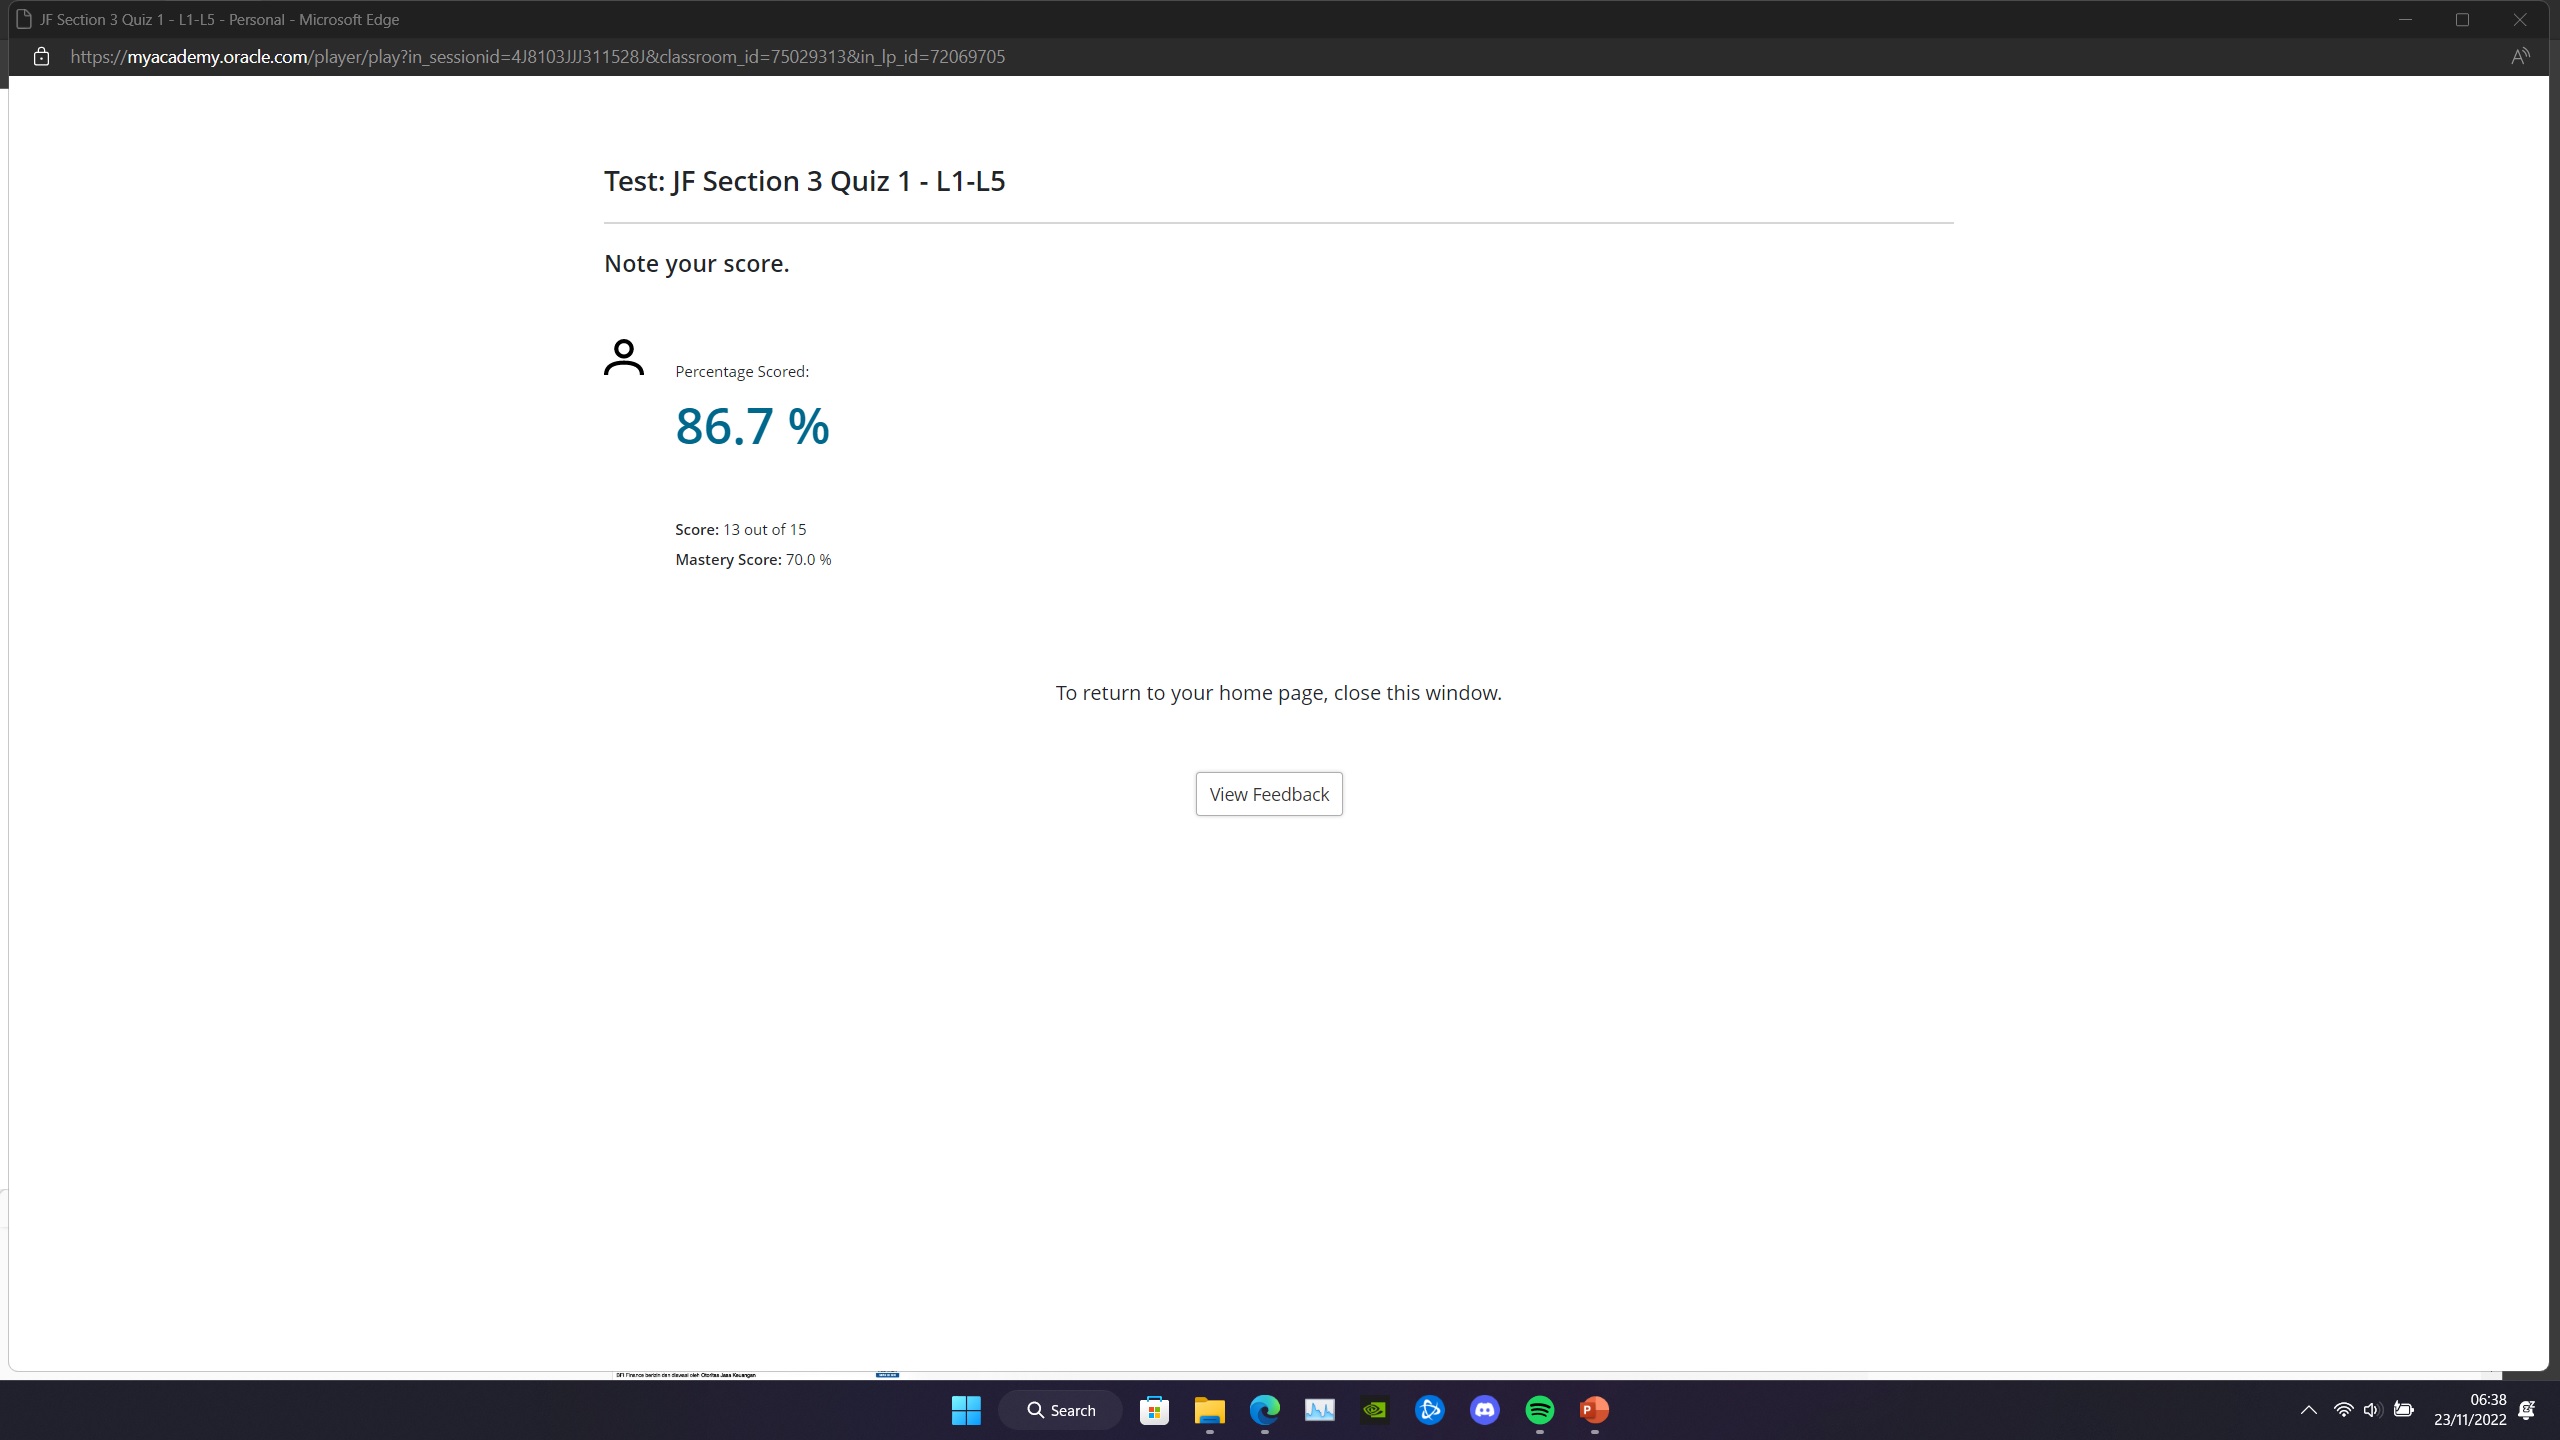 JF Section 3 Quiz 1 - L1-L5 - Personal - Microsoft Edge
https://myacademy.oracle.com/player/play?in_sessionid=4J8103JJJ311528J&classroom_id=75029313&in_lp_id=72069705
Test: JF Section 3 Quiz 1 - L1-L5
Note your score.
Percentage Scored:
86.7 %
Score: 13 out of 15
Mastery Score: 70.0 %
To return to your home page, close this window.
View Feedback
BFI Finance berizin dan diawasi oleh Otoritas Jasa Keuangan
Search
06:38
23/11/2022